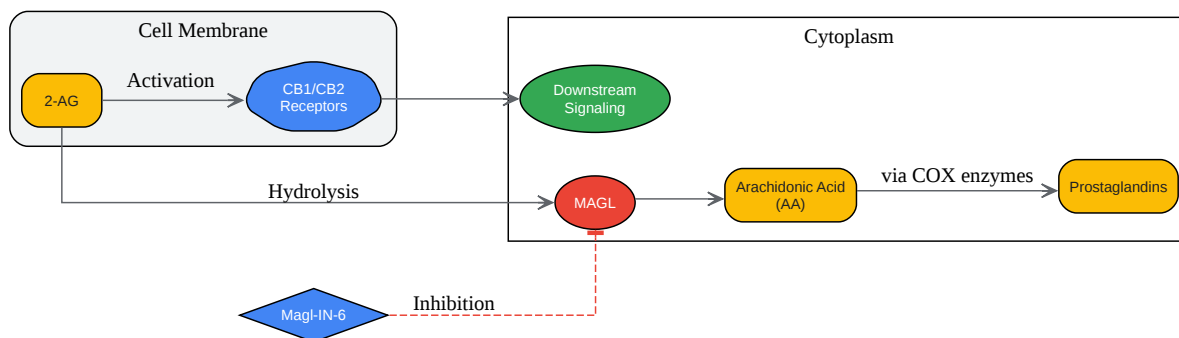 Cell Membrane
Cytoplasm
2-AG
Activation
CB1/CB2
Receptors
Downstream
Signaling
Hydrolysis
MAGL
Arachidonic Acid
(AA)
via COX enzymes
Prostaglandins
Magl-IN-6
Inhibition